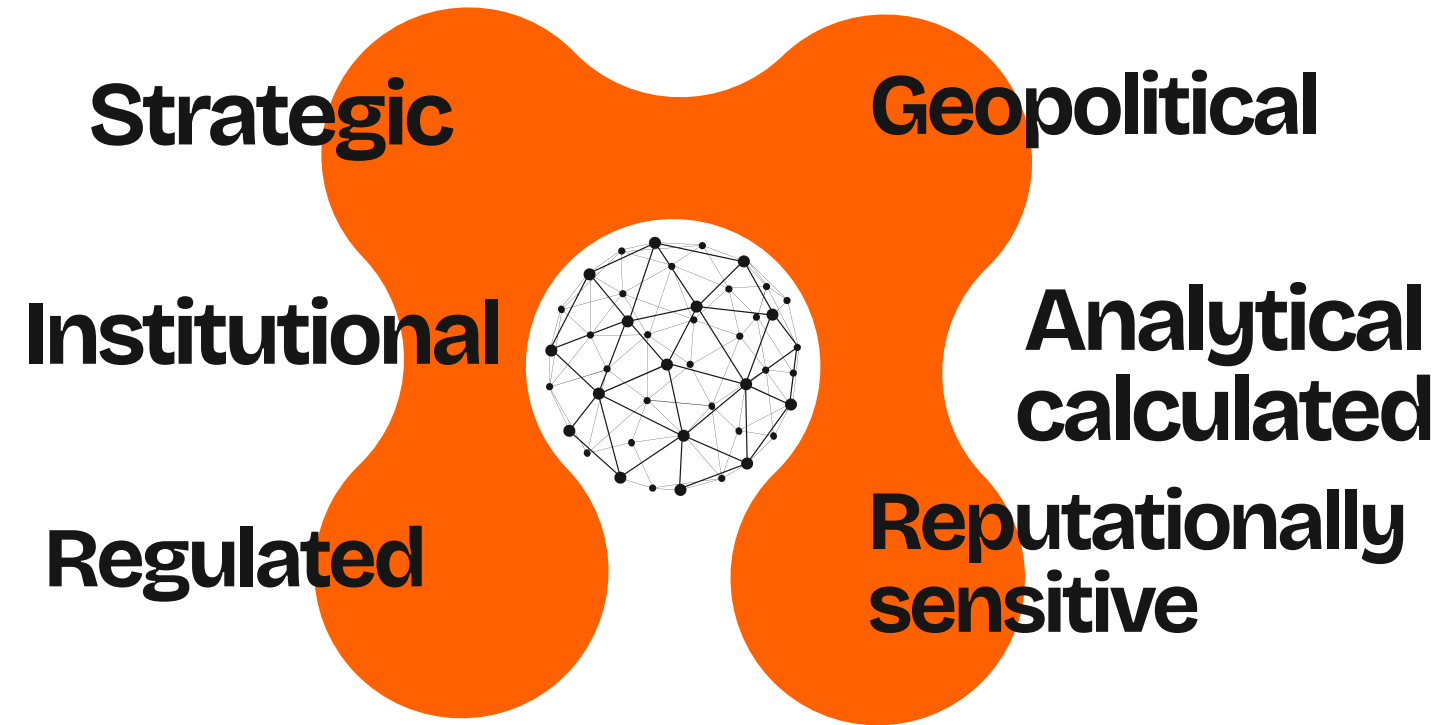 Strategic
Geopolitical
Institutional
Analytical
calculated
Regulated
Reputationally
sensitive